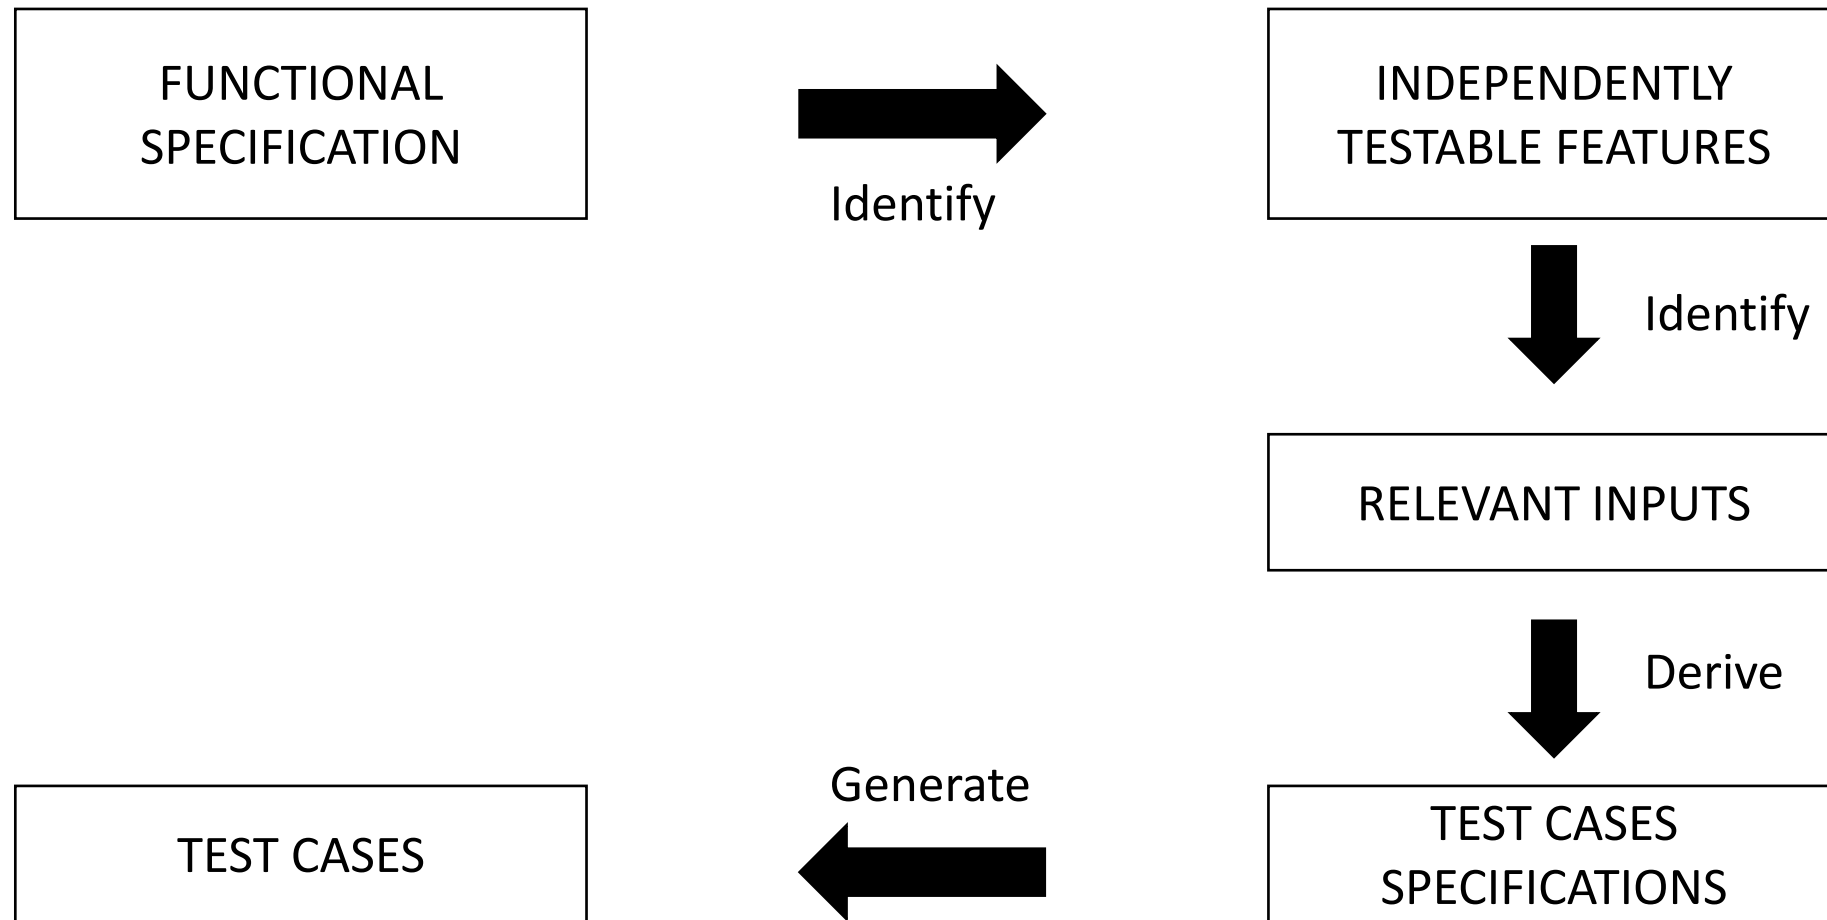 FUNCTIONAL
SPECIFICATION
Identify
INDEPENDENTLY
TESTABLE FEATURES
Identify
RELEVANT INPUTS
Derive
TEST CASES
SPECIFICATIONS
Generate
TEST CASES